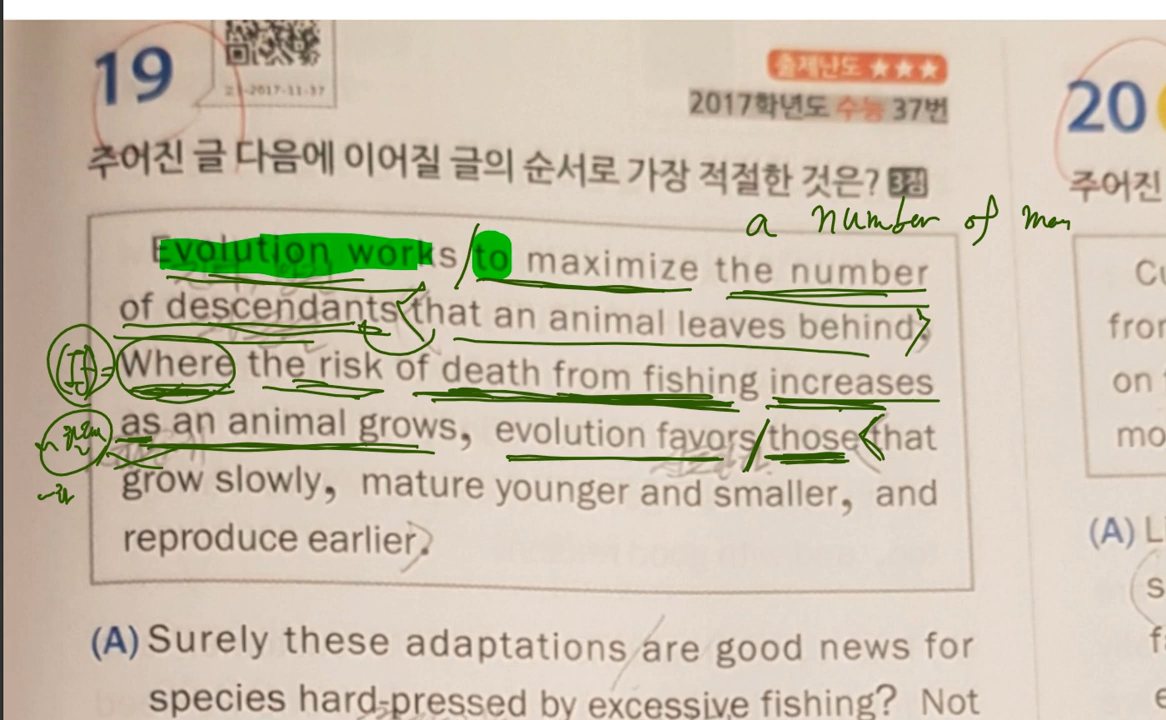 19
출제난도 ★★★
2017학년도 수능 37번
주어진 글 다음에 이어질 글의 순서로 가장 적절한 것은? 3점
a number of
Evolution works / to maximize the number
of descendants that an animal leaves behind.
If = Where the risk of death from fishing increases
as an animal grows, evolution favors / those that
grow slowly, mature younger and smaller, and
reproduce earlier.
(A) Surely these adaptations are good news for
species hard-pressed by excessive fishing? Not
20
주어진
from
on
mo
(A)